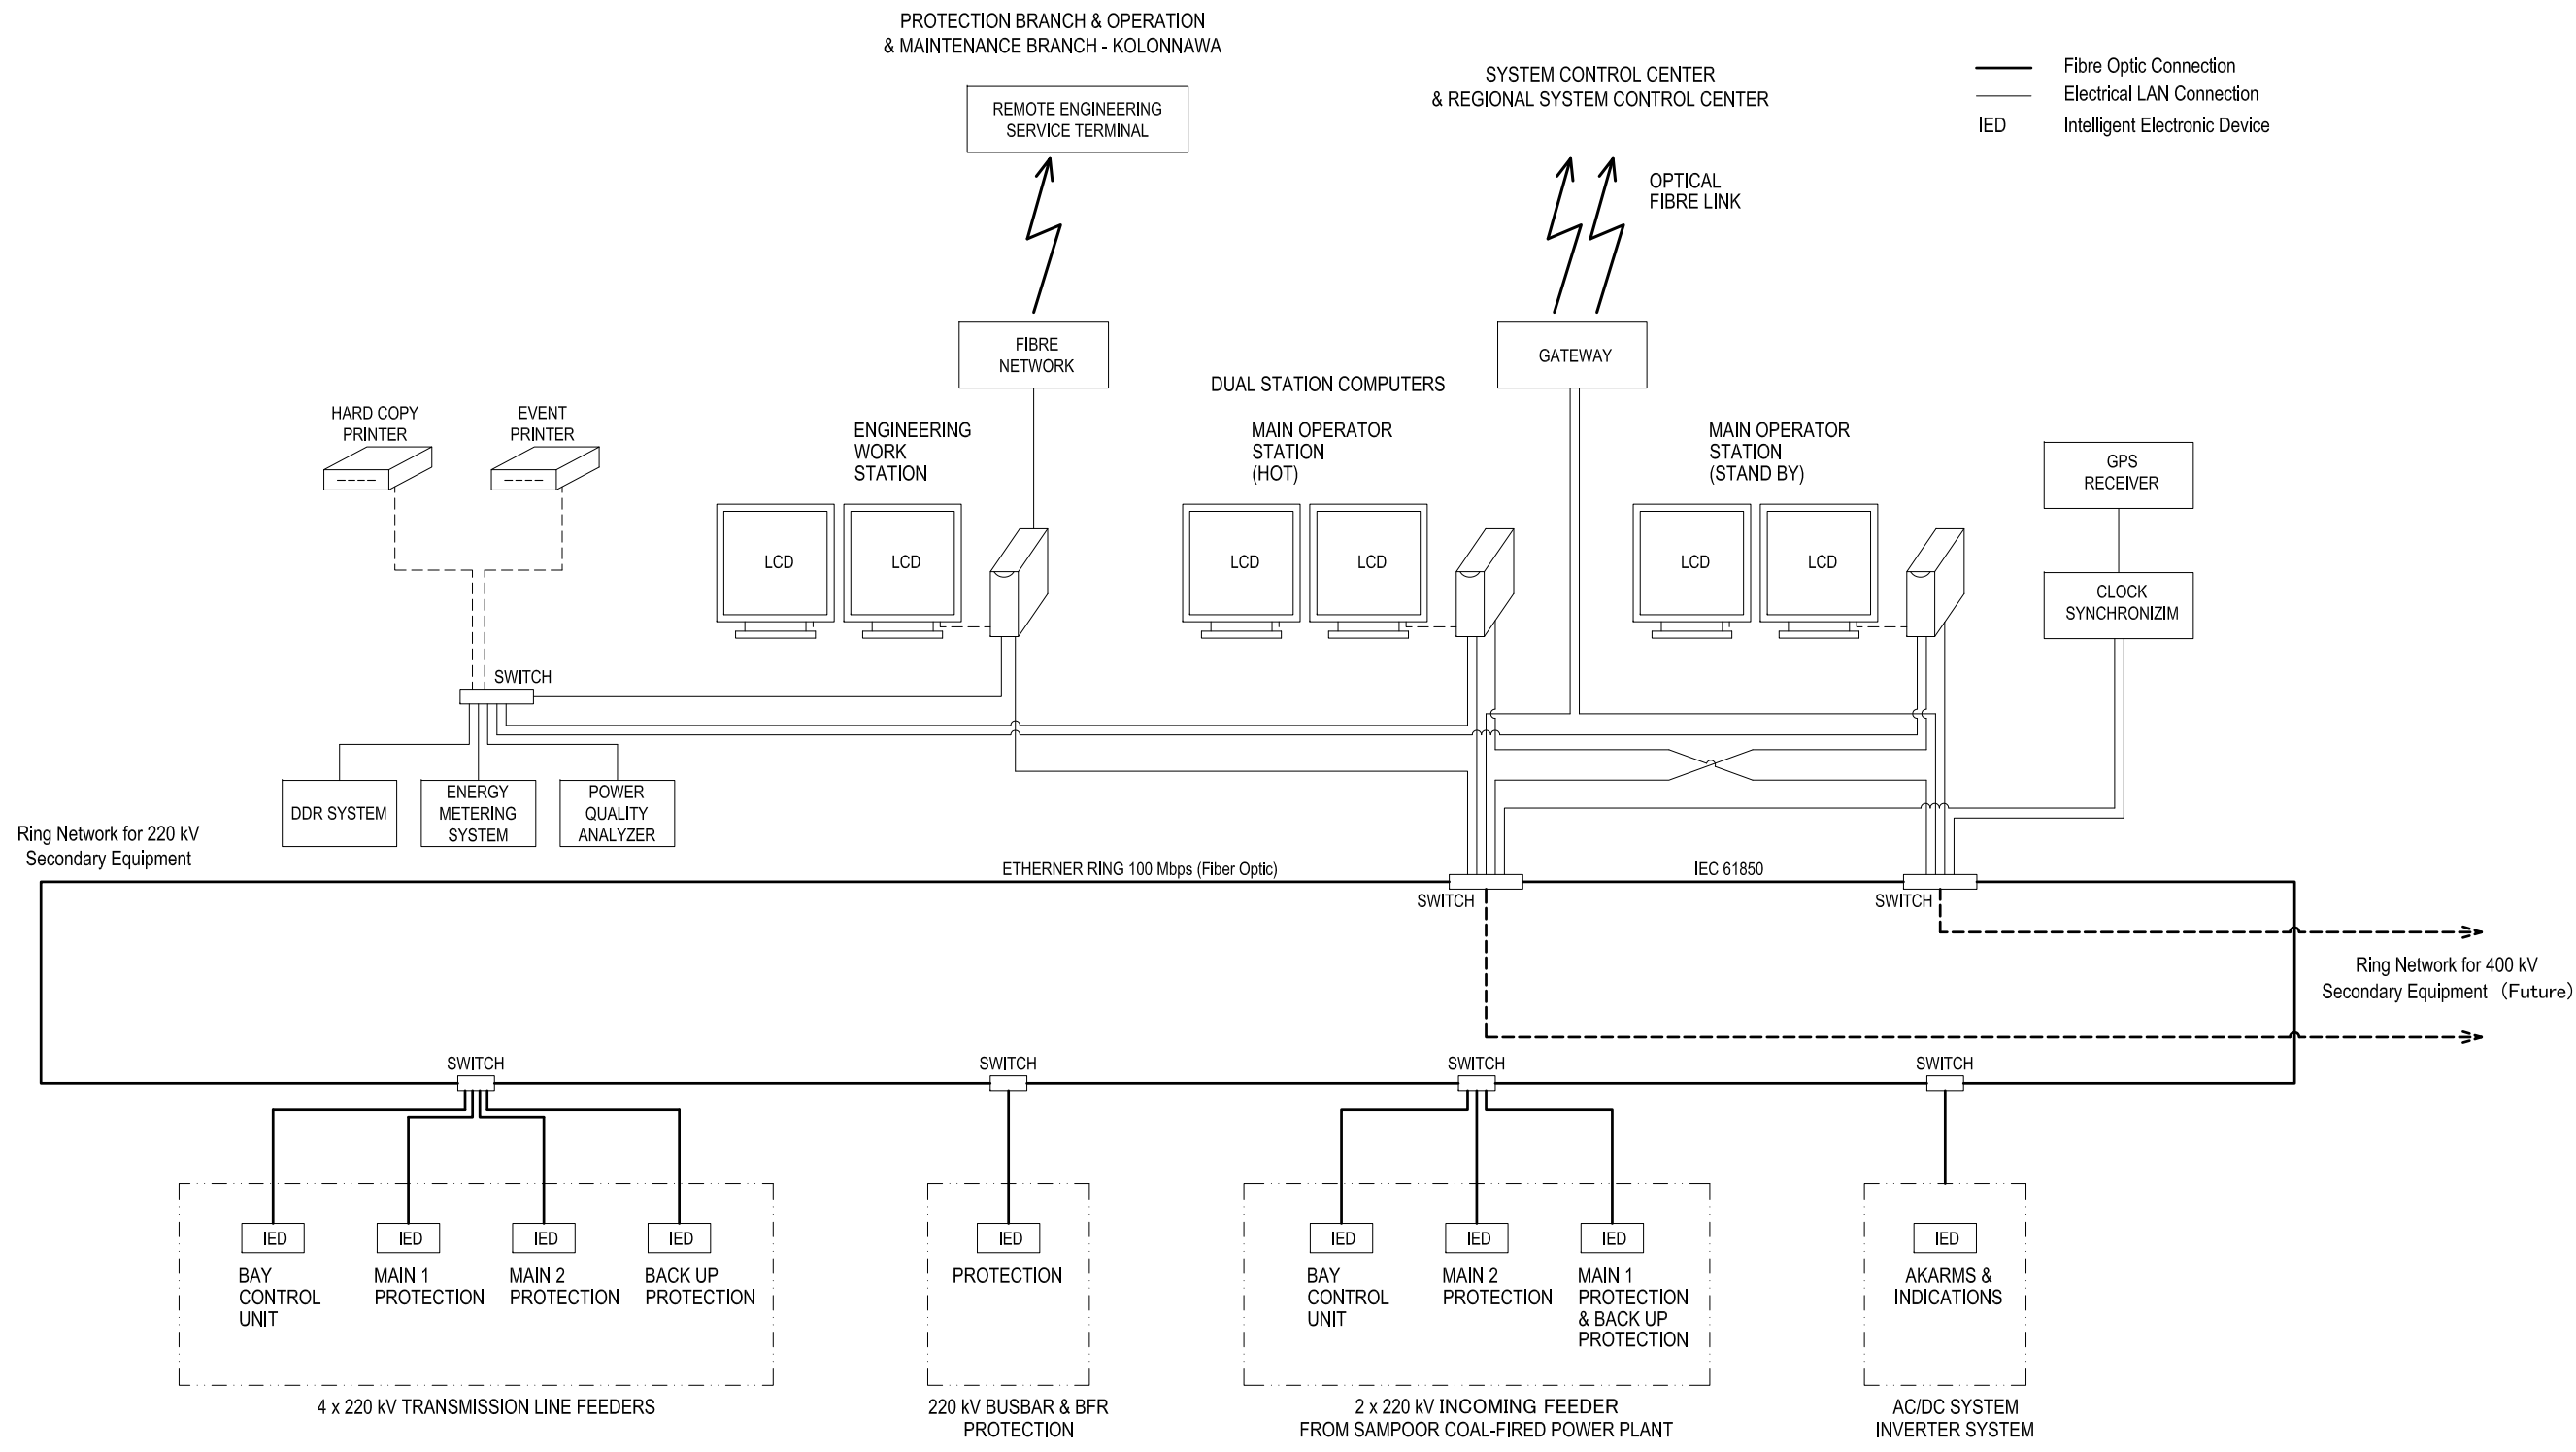 PROTECTION BRANCH & OPERATION
& MAINTENANCE BRANCH - KOLONNAWA
REMOTE ENGINEERING
SERVICE TERMINAL
SYSTEM CONTROL CENTER
& REGIONAL SYSTEM CONTROL CENTER
OPTICAL
FIBRE LINK
Fibre Optic Connection
Electrical LAN Connection
IED Intelligent Electronic Device
FIBRE
NETWORK
GATEWAY
DUAL STATION COMPUTERS
HARD COPY
PRINTER
EVENT
PRINTER
ENGINEERING
WORK
STATION
MAIN OPERATOR
STATION
(HOT)
MAIN OPERATOR
STATION
(STAND BY)
GPS
RECEIVER
LCD
LCD
LCD
LCD
LCD
LCD
CLOCK
SYNCHRONIZIM
SWITCH
DDR SYSTEM
ENERGY
METERING
SYSTEM
POWER
QUALITY
ANALYZER
Ring Network for 220 kV
Secondary Equipment
ETHERNER RING 100 Mbps (Fiber Optic)
IEC 61850
SWITCH
SWITCH
Ring Network for 400 kV
Secondary Equipment (Future)
SWITCH
SWITCH
SWITCH
SWITCH
IED
IED
IED
IED
IED
IED
IED
IED
IED
BAY
CONTROL
UNIT
MAIN 1
PROTECTION
MAIN 2
PROTECTION
BACK UP
PROTECTION
PROTECTION
BAY
CONTROL
UNIT
MAIN 2
PROTECTION
MAIN 1
PROTECTION
& BACK UP
PROTECTION
AKARMS &
INDICATIONS
4 x 220 kV TRANSMISSION LINE FEEDERS
220 kV BUSBAR & BFR
PROTECTION
2 x 220 kV INCOMING FEEDER
FROM SAMPOOR COAL-FIRED POWER PLANT
AC/DC SYSTEM
INVERTER SYSTEM